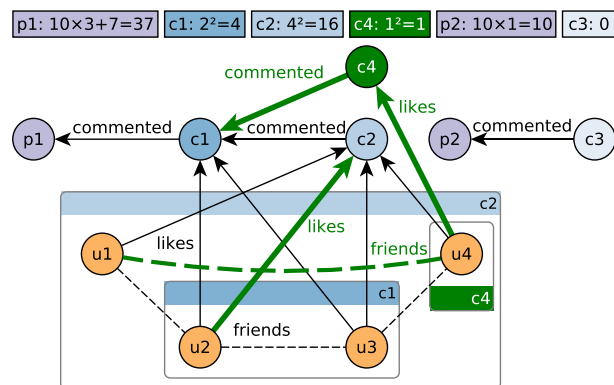 p1: 10×3+7=37 c1: 2²=4 c2: 4²=16 c4: 1²=1 p2: 10×1=10 c3: 0
c4
commented
likes
commented commented commented
p1 c1 c2 p2 c3
c2
likes likes friends
u1 u4
c1 c4
friends
u2 u3